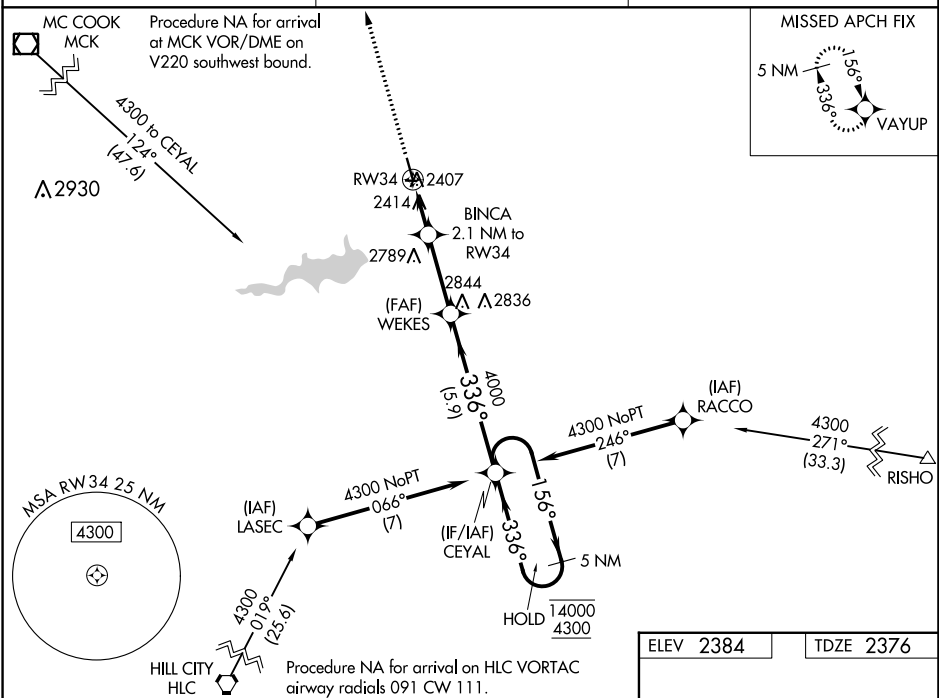 MC COOK
MCK
Procedure NA for arrival
at MCK VOR/DME on
V220 southwest bound.
MISSED APCH FIX
5 NM
156°
336°
VAYUP
4300 to CEYAL
124°
(47.6)
2930
RW34
2407
2414
BINCA
2.1 NM to
RW34
2789
2844
2836
(FAF)
WEKES
336°
4000
(5.9)
(IAF)
RACCO
4300 NoPT
246°
(7)
4300
271°
(33.3)
RISHO
MSA RW34 25 NM
4300
(IAF)
LASEC
4300 NoPT
066°
(7)
(IF/IAF)
CEYAL
156°
336°
5 NM
HOLD
14000
4300
4300
019°
(25.6)
HILL CITY
HLC
Procedure NA for arrival on HLC VORTAC
airway radials 091 CW 111.
ELEV 2384
TDZE 2376